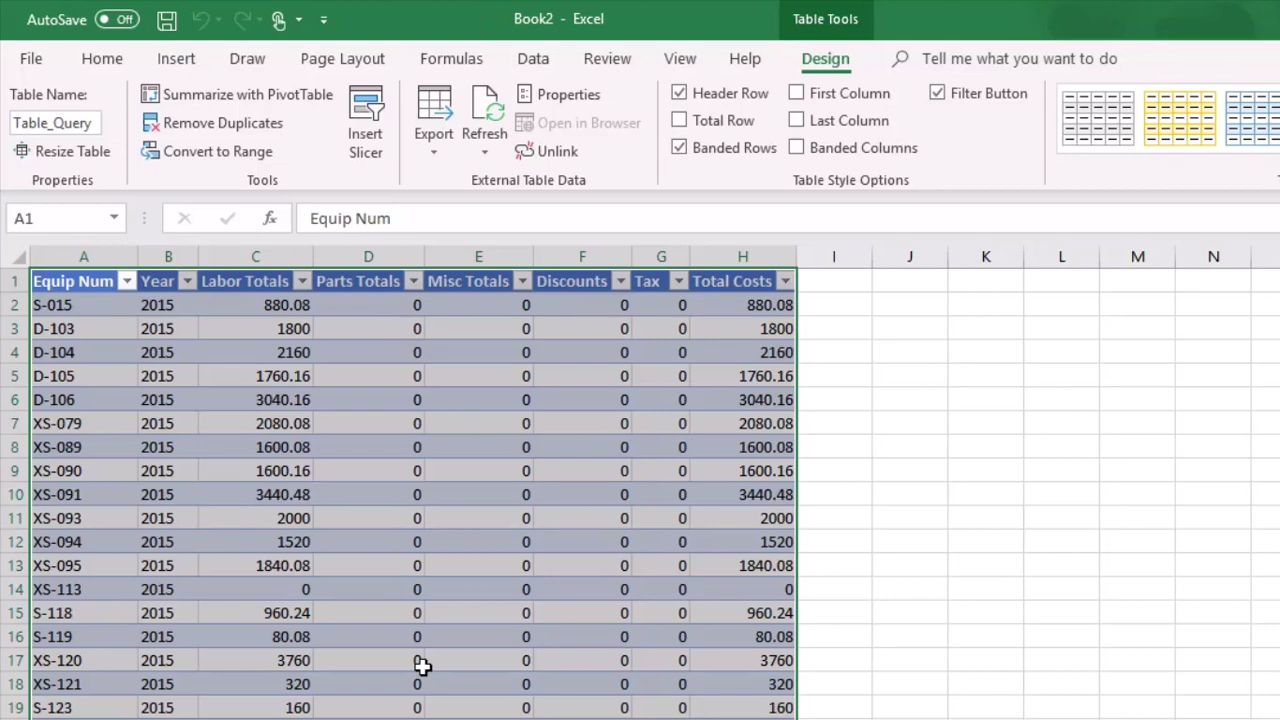 AutoSave Off Book2 - Excel Table Tools
File Home Insert Draw Page Layout Formulas Data Review View Help Design Tell me what you want to do
Table Name: Summarize with PivotTable Properties Header Row First Column Filter Button
Table_Query Remove Duplicates Insert Slicer Export Refresh Open in Browser Total Row Last Column
Resize Table Convert to Range Unlink Banded Rows Banded Columns
Properties Tools External Table Data Table Style Options
A1 fx Equip Num
A B C D E F G H I J K L M N
1 Equip Num Year Labor Totals Parts Totals Misc Totals Discounts Tax Total Costs
2 S-015 2015 880.08 0 0 0 0 880.08
3 D-103 2015 1800 0 0 0 0 1800
4 D-104 2015 2160 0 0 0 0 2160
5 D-105 2015 1760.16 0 0 0 0 1760.16
6 D-106 2015 3040.16 0 0 0 0 3040.16
7 XS-079 2015 2080.08 0 0 0 0 2080.08
8 XS-089 2015 1600.08 0 0 0 0 1600.08
9 XS-090 2015 1600.16 0 0 0 0 1600.16
10 XS-091 2015 3440.48 0 0 0 0 3440.48
11 XS-093 2015 2000 0 0 0 0 2000
12 XS-094 2015 1520 0 0 0 0 1520
13 XS-095 2015 1840.08 0 0 0 0 1840.08
14 XS-113 2015 0 0 0 0 0 0
15 S-118 2015 960.24 0 0 0 0 960.24
16 S-119 2015 80.08 0 0 0 0 80.08
17 XS-120 2015 3760 0 0 0 0 3760
18 XS-121 2015 320 0 0 0 0 320
19 S-123 2015 160 0 0 0 0 160